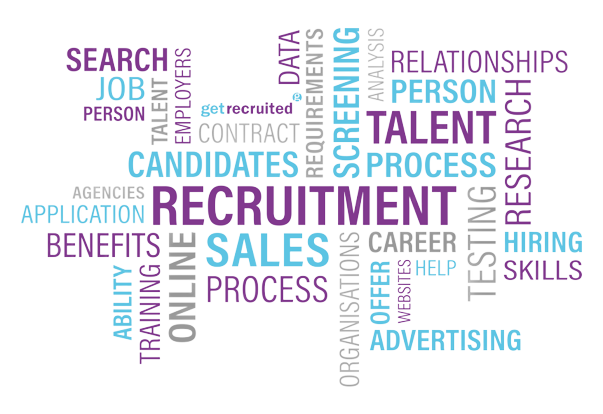 SEARCH
JOB
PERSON
TALENT
EMPLOYERS
DATA
REQUIREMENTS
SCREENING
ANALYSIS
RELATIONSHIPS
PERSON
getrecruited
g
CONTRACT
TALENT
CANDIDATES
PROCESS
RESEARCH
AGENCIES
APPLICATION
RECRUITMENT
TESTING
BENEFITS
ONLINE
SALES
CAREER
HIRING
ABILITY
TRAINING
PROCESS
ORGANISATIONS
OFFER
WEBSITES
HELP
SKILLS
ADVERTISING